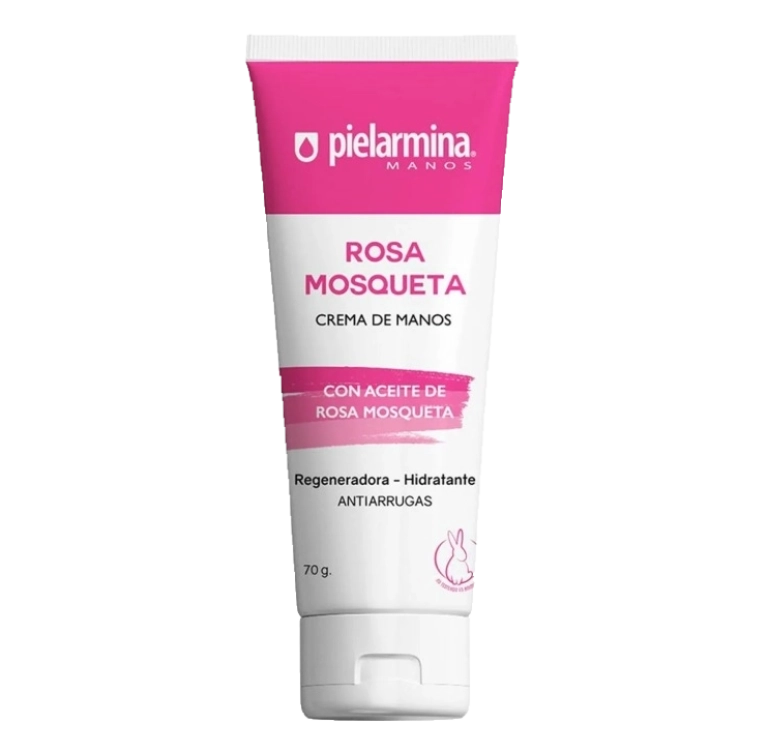 pielarmina®
MANOS
ROSA
MOSQUETA
CREMA DE MANOS
CON ACEITE DE
ROSA MOSQUETA
Regeneradora - Hidratante
ANTIARRUGAS
70 g.